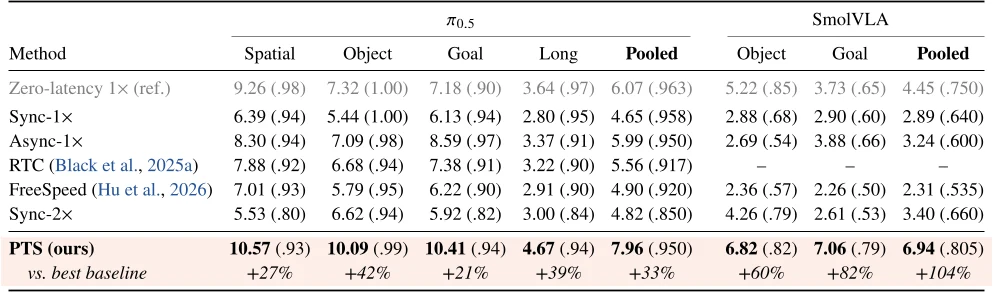 π0.5 SmolVLA
Method Spatial Object Goal Long Pooled Object Goal Pooled
Zero-latency 1× (ref.) 9.26 (.98) 7.32 (1.00) 7.18 (.90) 3.64 (.97) 6.07 (.963) 5.22 (.85) 3.73 (.65) 4.45 (.750)
Sync-1× 6.39 (.94) 5.44 (1.00) 6.13 (.94) 2.80 (.95) 4.65 (.958) 2.88 (.68) 2.90 (.60) 2.89 (.640)
Async-1× 8.30 (.94) 7.09 (.98) 8.59 (.97) 3.37 (.91) 5.99 (.950) 2.69 (.54) 3.88 (.66) 3.24 (.600)
RTC (Black et al., 2025a) 7.88 (.92) 6.68 (.94) 7.38 (.91) 3.22 (.90) 5.56 (.917) – – –
FreeSpeed (Hu et al., 2026) 7.01 (.93) 5.79 (.95) 6.22 (.90) 2.91 (.90) 4.90 (.920) 2.36 (.57) 2.26 (.50) 2.31 (.535)
Sync-2× 5.53 (.80) 6.62 (.94) 5.92 (.82) 3.00 (.84) 4.82 (.850) 4.26 (.79) 2.61 (.53) 3.40 (.660)
PTS (ours) 10.57 (.93) 10.09 (.99) 10.41 (.94) 4.67 (.94) 7.96 (.950) 6.82 (.82) 7.06 (.79) 6.94 (.805)
vs. best baseline +27% +42% +21% +39% +33% +60% +82% +104%